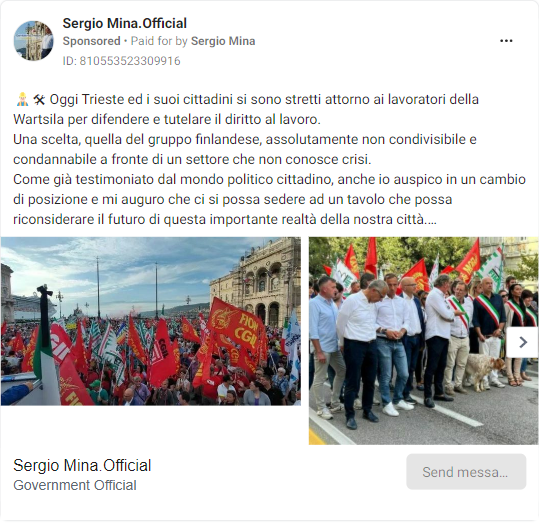 Sergio Mina.Official
Sponsored • Paid for by Sergio Mina
ID: 810553523309916
👷🛠 Oggi Trieste ed i suoi cittadini si sono stretti attorno ai lavoratori della
Wartsila per difendere e tutelare il diritto al lavoro.
Una scelta, quella del gruppo finlandese, assolutamente non condivisibile e
condannabile a fronte di un settore che non conosce crisi.
Come già testimoniato dal mondo politico cittadino, anche io auspico in un cambio
di posizione e mi auguro che ci si possa sedere ad un tavolo che possa
riconsiderare il futuro di questa importante realtà della nostra città....
FIOM
CGIL
Sergio Mina.Official
Government Official
Send messa...